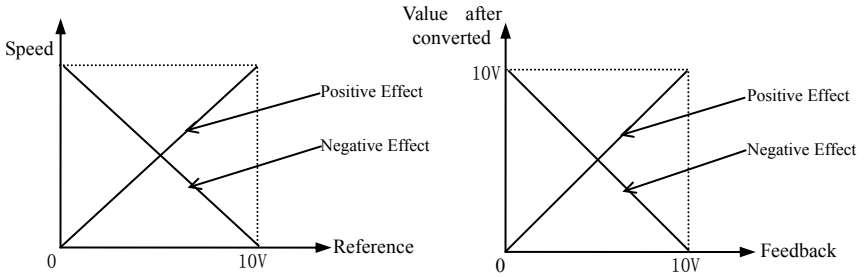 Speed
Positive Effect
Negative Effect
Reference
0
10V
Value after
converted
10V
Positive Effect
Negative Effect
Feedback
0
10V